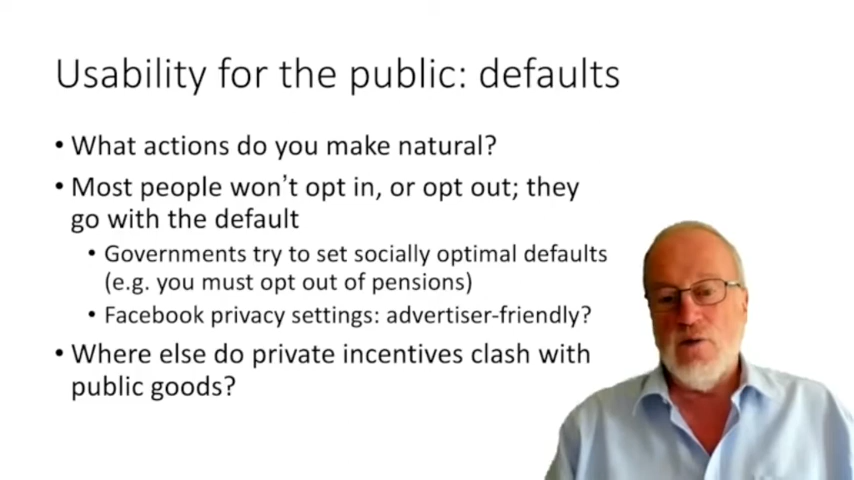 Usability for the public: defaults
• What actions do you make natural?
• Most people won't opt in, or opt out; they
go with the default
• Governments try to set socially optimal defaults
(e.g. you must opt out of pensions)
• Facebook privacy settings: advertiser-friendly?
• Where else do private incentives clash with
public goods?